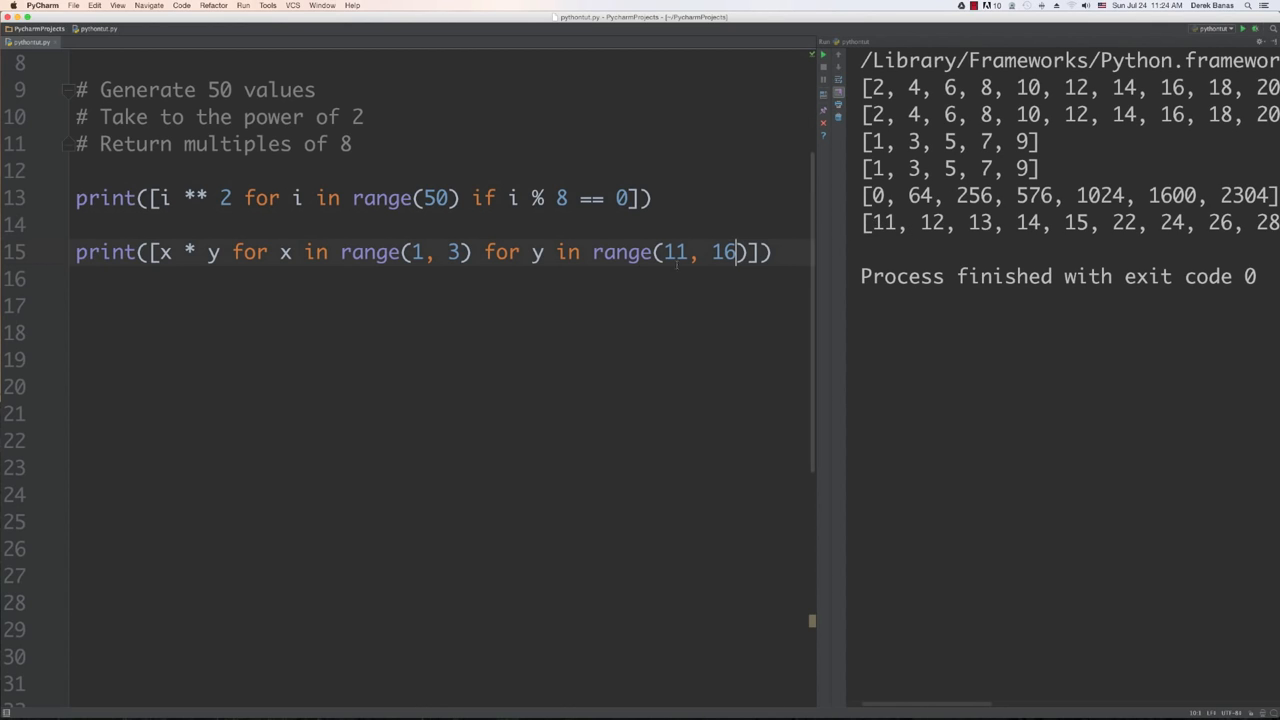 PyCharm File Edit View Navigate Code Refactor Run Tools VCS Window Help 10 Sun Jul 24 11:24 AM Derek Banas
pythontut.py - PycharmProjects - [~/PycharmProjects]
PycharmProjects pythontut.py pythontut
pythontut.py
Run: pythontut
8
9 # Generate 50 values
10 # Take to the power of 2
11 # Return multiples of 8
12
13 print([i ** 2 for i in range(50) if i % 8 == 0])
14
15 print([x * y for x in range(1, 3) for y in range(11, 16)])
16
17
18
19
20
21
22
23
24
25
26
27
28
29
30
31
/Library/Frameworks/Python.framewor
[2, 4, 6, 8, 10, 12, 14, 16, 18, 20
[2, 4, 6, 8, 10, 12, 14, 16, 18, 20
[1, 3, 5, 7, 9]
[1, 3, 5, 7, 9]
[0, 64, 256, 576, 1024, 1600, 2304]
[11, 12, 13, 14, 15, 22, 24, 26, 28
Process finished with exit code 0